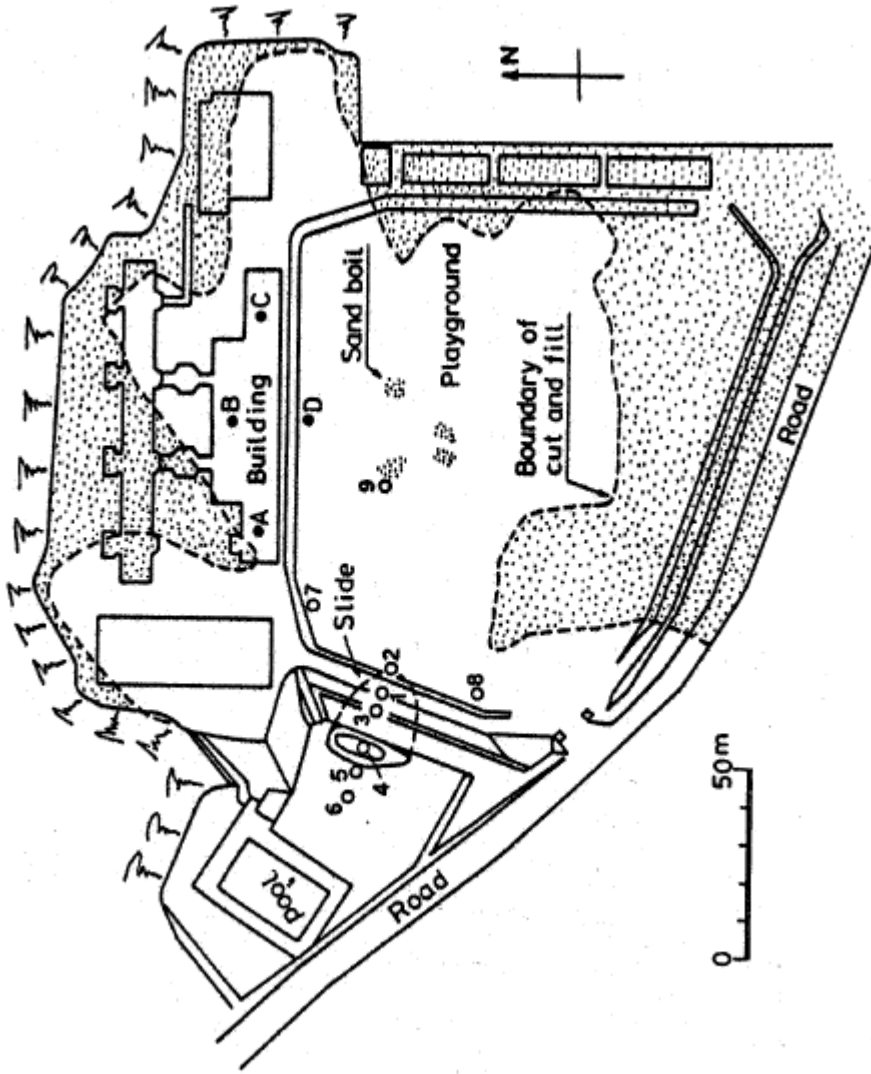 N
C
B
Building
A
D
Sand boil
Playground
9
Boundary of
cut and fill
7
Slide
2
1
3
8
5
6
4
Pool
Road
Road
0
50m